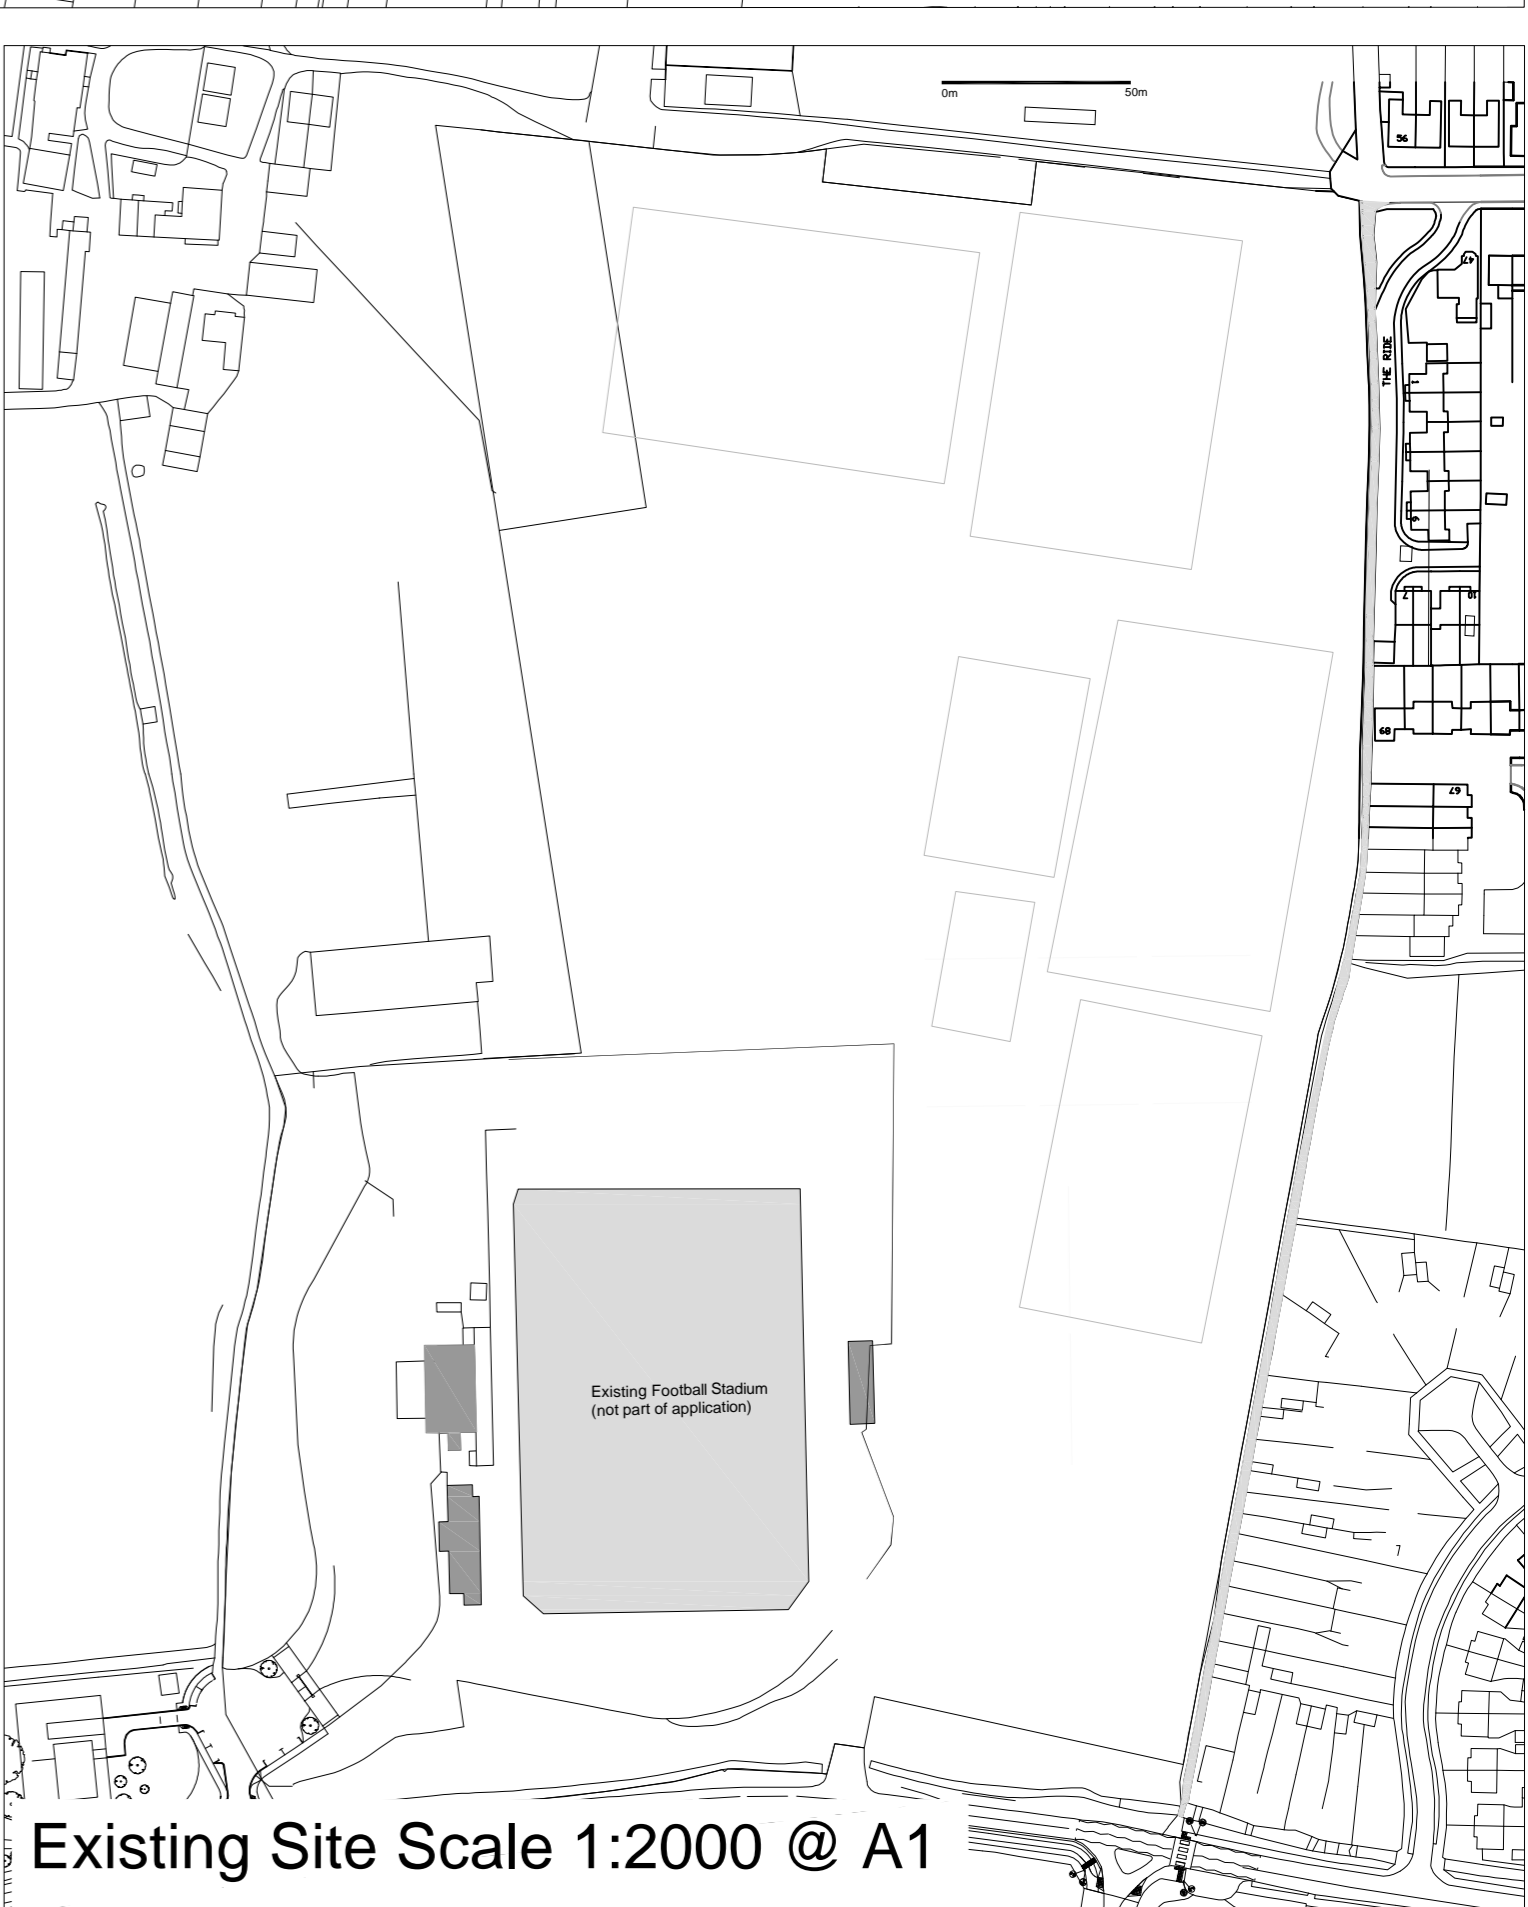 0m 50m
56
47
THE RIDE
1
6
7 10
68
67
Existing Football Stadium
(not part of application)
Existing Site Scale 1:2000 @ A1